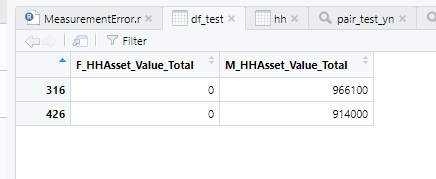 MeasurementError.r × df_test × hh × pair_test_yn ×
Filter
F_HHAsset_Value_Total M_HHAsset_Value_Total
316 0 966100
426 0 914000